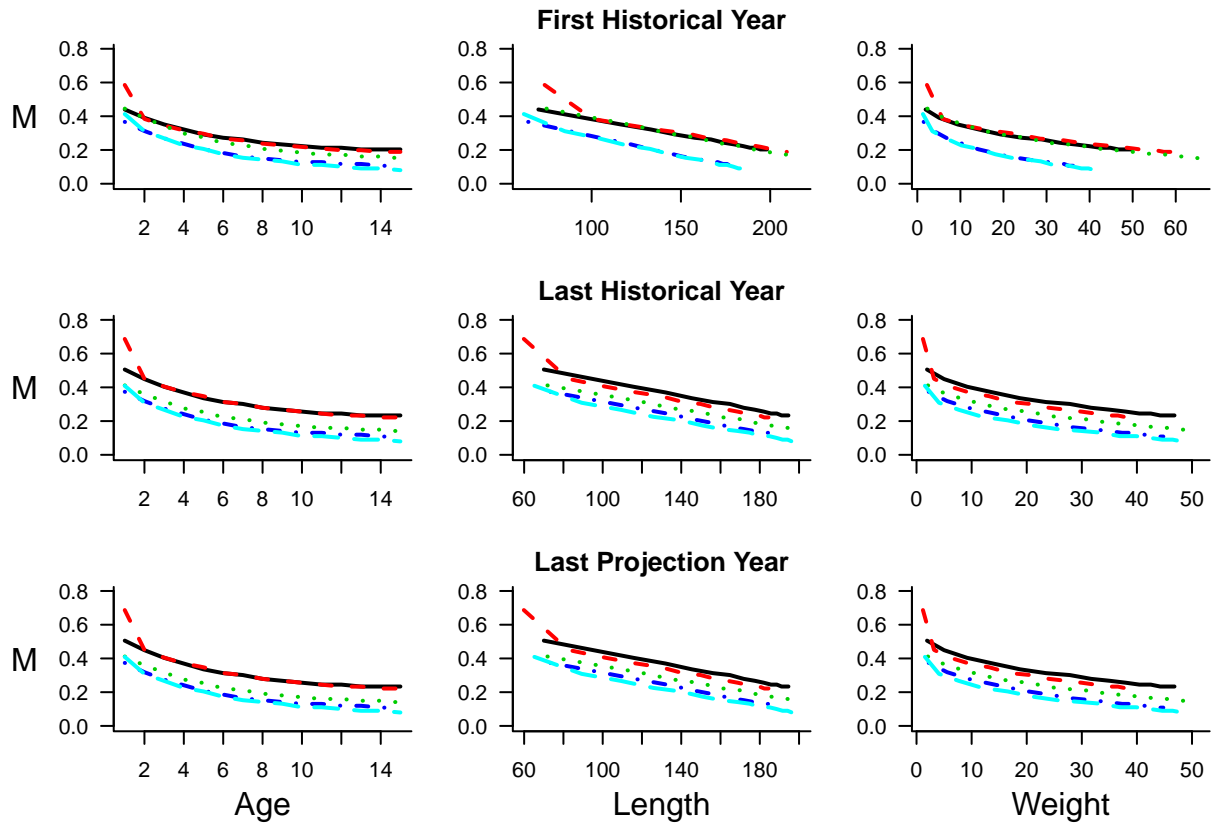 First Historical Year
M
0.8 0.8 0.8
0.6 0.6 0.6
0.4 0.4 0.4
0.2 0.2 0.2
0.0 0.0 0.0
2 4 6 8 10 14 100 150 200 0 10 20 30 40 50 60
Last Historical Year
M
0.8 0.8 0.8
0.6 0.6 0.6
0.4 0.4 0.4
0.2 0.2 0.2
0.0 0.0 0.0
2 4 6 8 10 14 60 100 140 180 0 10 20 30 40 50
Last Projection Year
M
0.8 0.8 0.8
0.6 0.6 0.6
0.4 0.4 0.4
0.2 0.2 0.2
0.0 0.0 0.0
2 4 6 8 10 14 60 100 140 180 0 10 20 30 40 50
Age Length Weight